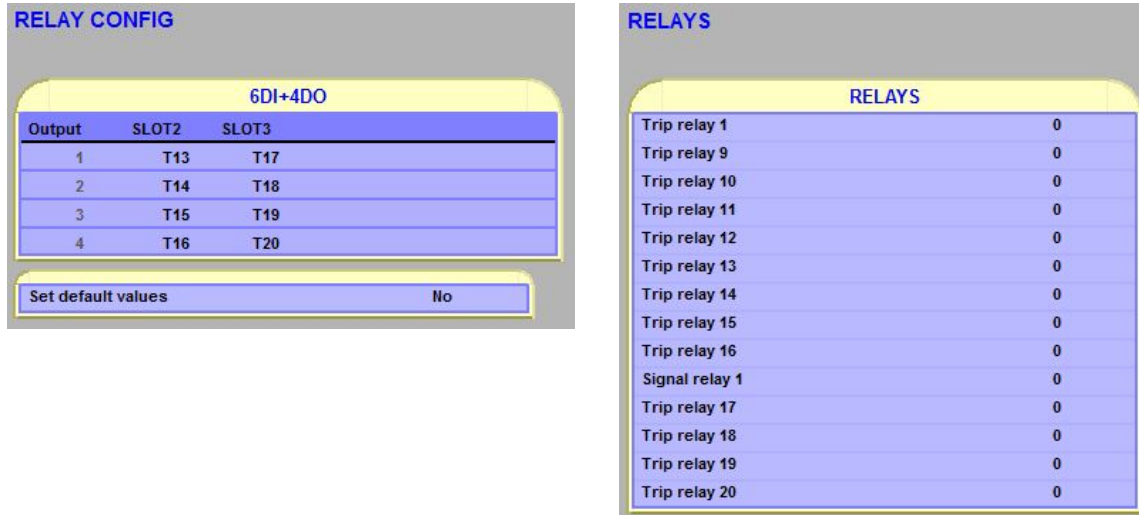 RELAY CONFIG
6DI+4DO
Output SLOT2 SLOT3
1 T13 T17
2 T14 T18
3 T15 T19
4 T16 T20
Set default values No
RELAYS
RELAYS
Trip relay 1 0
Trip relay 9 0
Trip relay 10 0
Trip relay 11 0
Trip relay 12 0
Trip relay 13 0
Trip relay 14 0
Trip relay 15 0
Trip relay 16 0
Signal relay 1 0
Trip relay 17 0
Trip relay 18 0
Trip relay 19 0
Trip relay 20 0